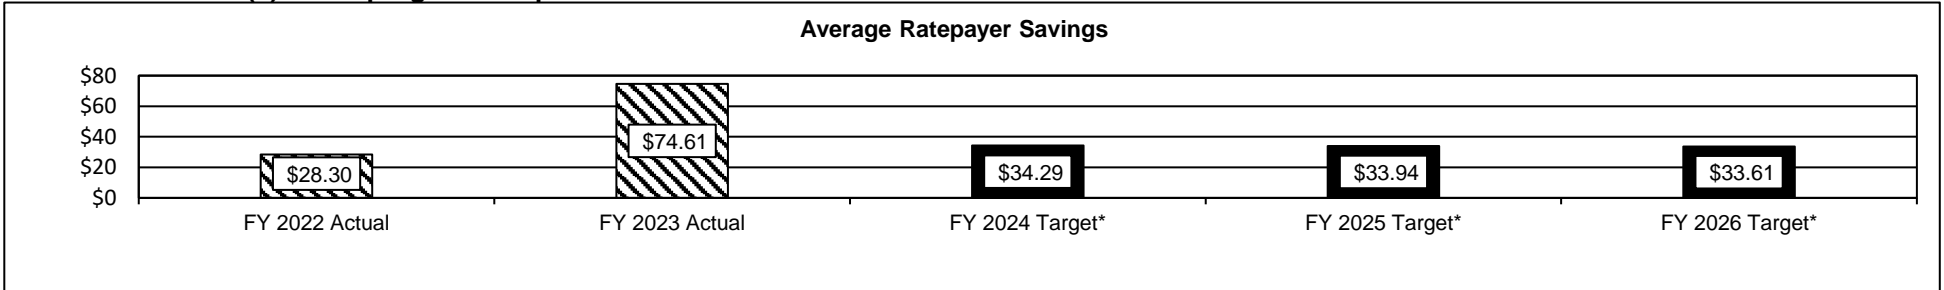 Average Ratepayer Savings
$80
$60
$40
$20
$0
$28.30
$74.61
$34.29
$33.94
$33.61
FY 2022 Actual
FY 2023 Actual
FY 2024 Target*
FY 2025 Target*
FY 2026 Target*